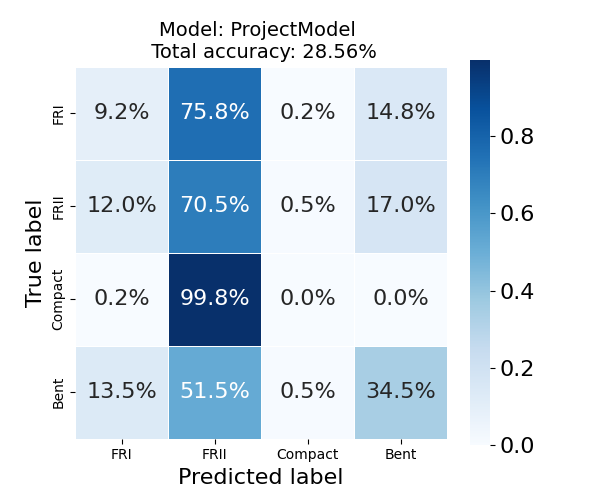 Model: ProjectModel
Total accuracy: 28.56%
FRI 9.2% 75.8% 0.2% 14.8%
FRII 12.0% 70.5% 0.5% 17.0%
Compact 0.2% 99.8% 0.0% 0.0%
Bent 13.5% 51.5% 0.5% 34.5%
FRI FRII Compact Bent
Predicted label
True label
0.8
0.6
0.4
0.2
0.0